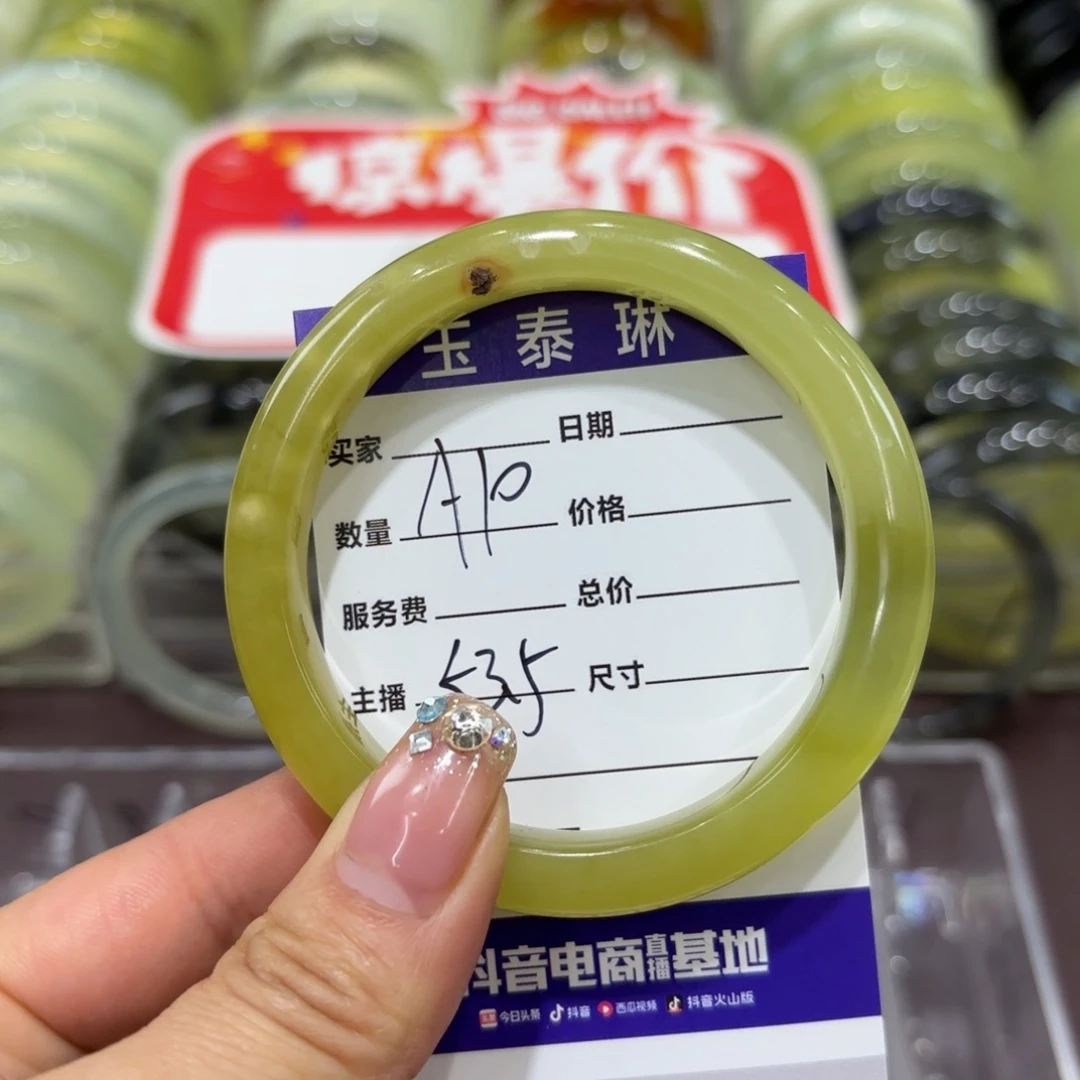 惊爆价
玉泰琳
买家 日期
A10
数量 价格
服务费 总价
主播 53.5 尺寸
抖音电商直播基地
今日头条 抖音 西瓜视频 抖音火山版